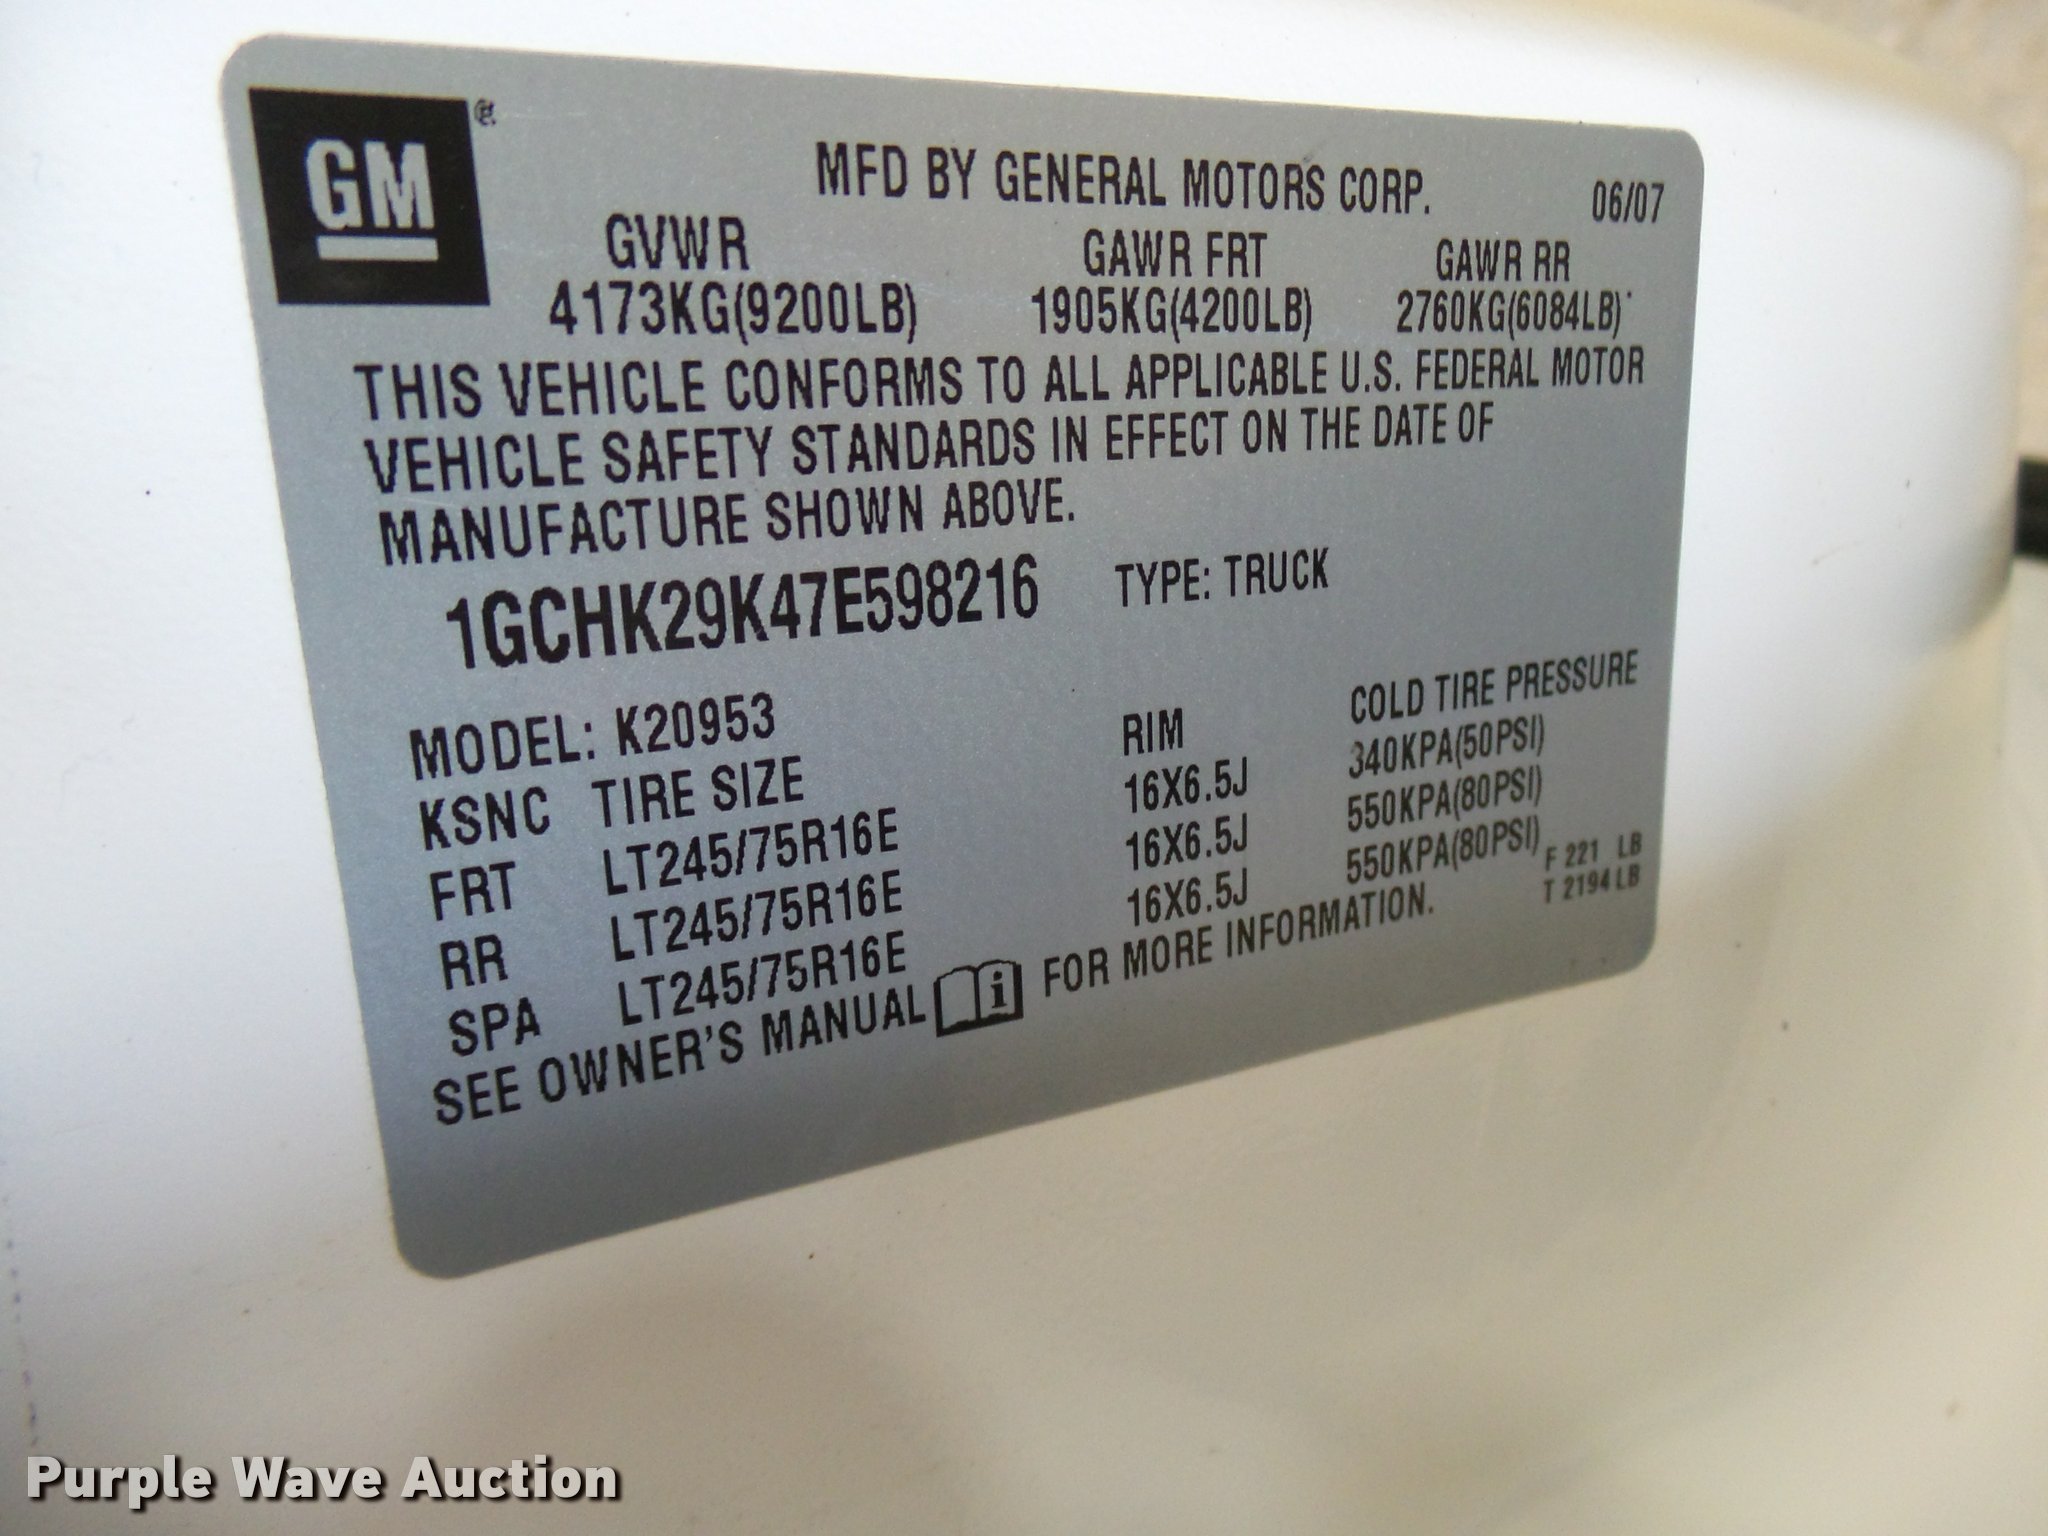 GM
MFD BY GENERAL MOTORS CORP. 06/07
GVWR GAWR FRT GAWR RR
4173KG(9200LB) 1905KG(4200LB) 2760KG(6084LB)
THIS VEHICLE CONFORMS TO ALL APPLICABLE U.S. FEDERAL MOTOR
VEHICLE SAFETY STANDARDS IN EFFECT ON THE DATE OF
MANUFACTURE SHOWN ABOVE.
1GCHK29K47E598216 TYPE: TRUCK
MODEL: K20953
KSNC TIRE SIZE RIM COLD TIRE PRESSURE
FRT LT245/75R16E 16X6.5J 340KPA(50PSI)
RR LT245/75R16E 16X6.5J 550KPA(80PSI)
SPA LT245/75R16E 16X6.5J 550KPA(80PSI)
SEE OWNER'S MANUAL i FOR MORE INFORMATION.
F 221 LB
T 2194 LB
Purple Wave Auction